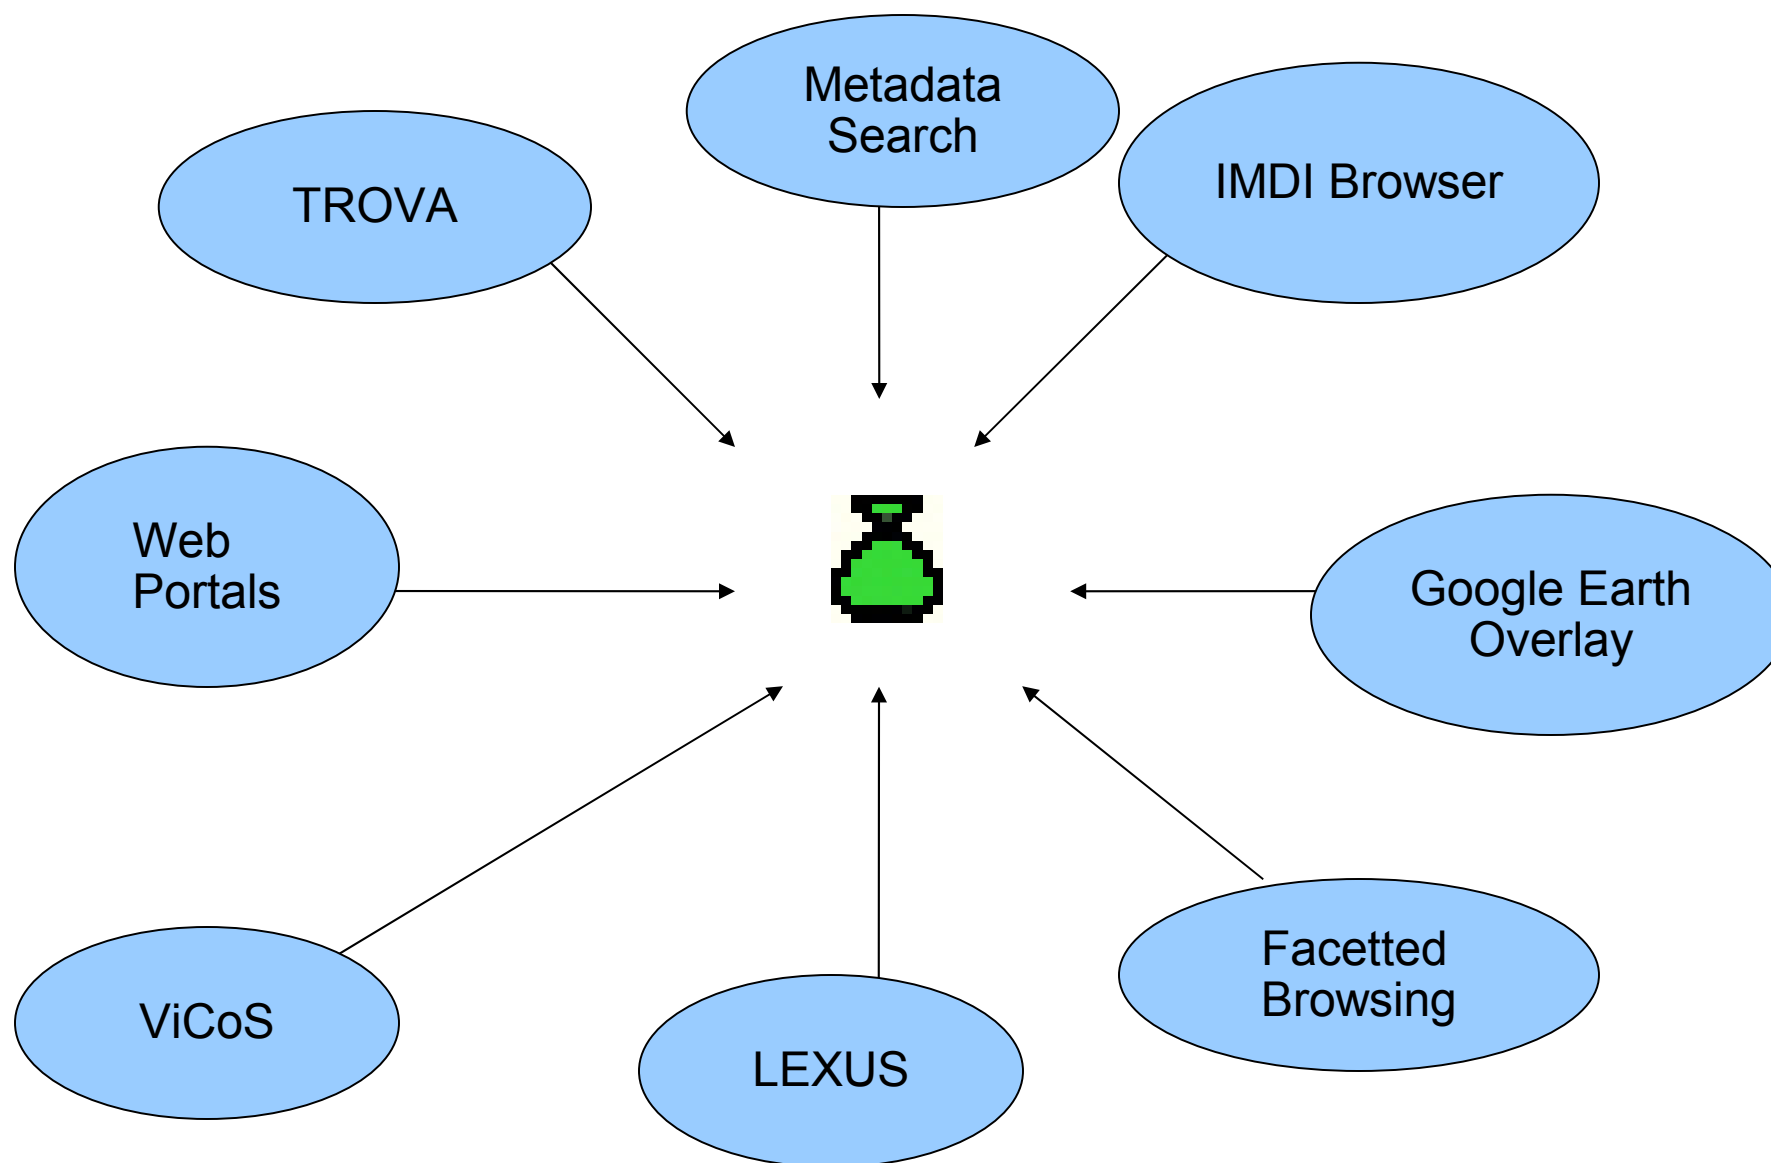 Metadata
Search
IMDI Browser
TROVA
Web
Portals
Google Earth
Overlay
Facetted
Browsing
ViCoS
LEXUS